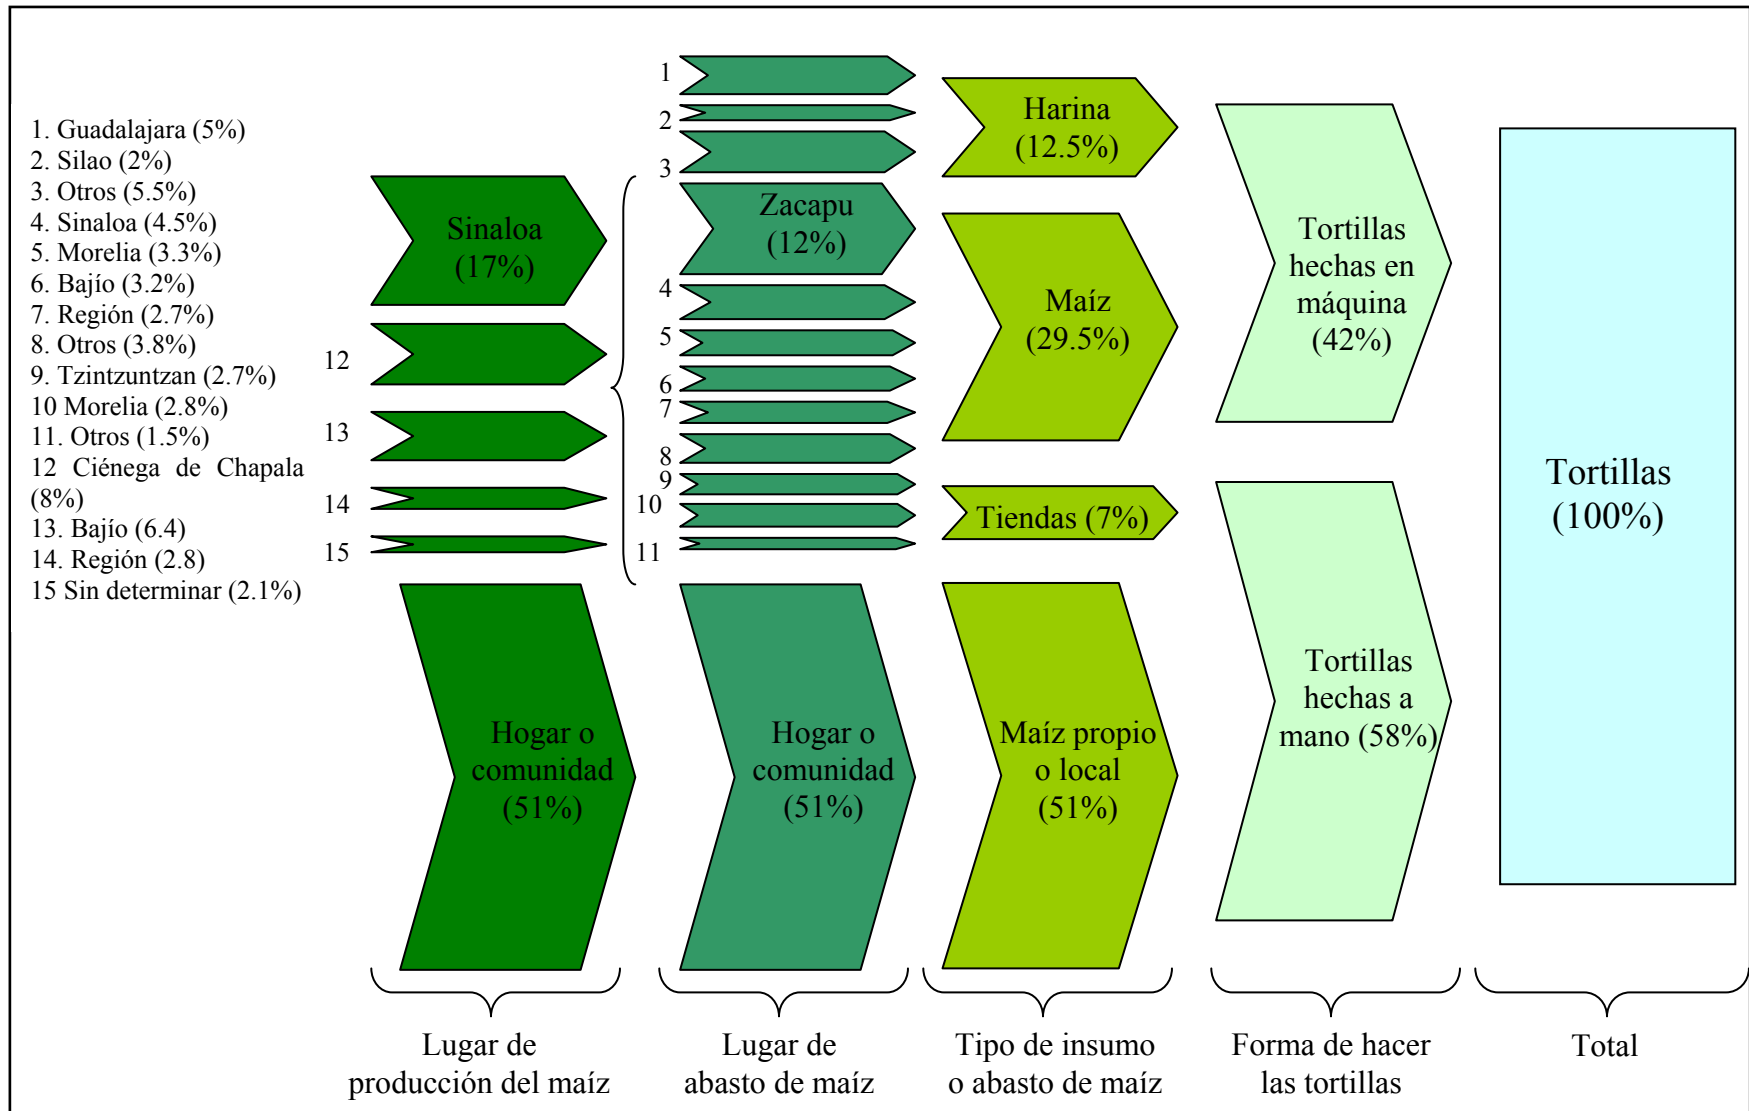 1. Guadalajara (5%)
2. Silao (2%)
3. Otros (5.5%)
4. Sinaloa (4.5%)
5. Morelia (3.3%)
6. Bajío (3.2%)
7. Región (2.7%)
8. Otros (3.8%)
9. Tzintzuntzan (2.7%)
10 Morelia (2.8%)
11. Otros (1.5%)
12 Ciénega de Chapala
(8%)
13. Bajío (6.4)
14. Región (2.8)
15 Sin determinar (2.1%)
Sinaloa
(17%)
12
13
14
15
Hogar o
comunidad
(51%)
Lugar de
producción del maíz
1
2
3
Zacapu
(12%)
4
5
6
7
8
9
10
11
Hogar o
comunidad
(51%)
Lugar de
abasto de maíz
Harina
(12.5%)
Maíz
(29.5%)
Tiendas (7%)
Maíz propio
o local
(51%)
Tipo de insumo
o abasto de maíz
Tortillas
hechas en
máquina
(42%)
Tortillas
hechas a
mano (58%)
Forma de hacer
las tortillas
Tortillas
(100%)
Total